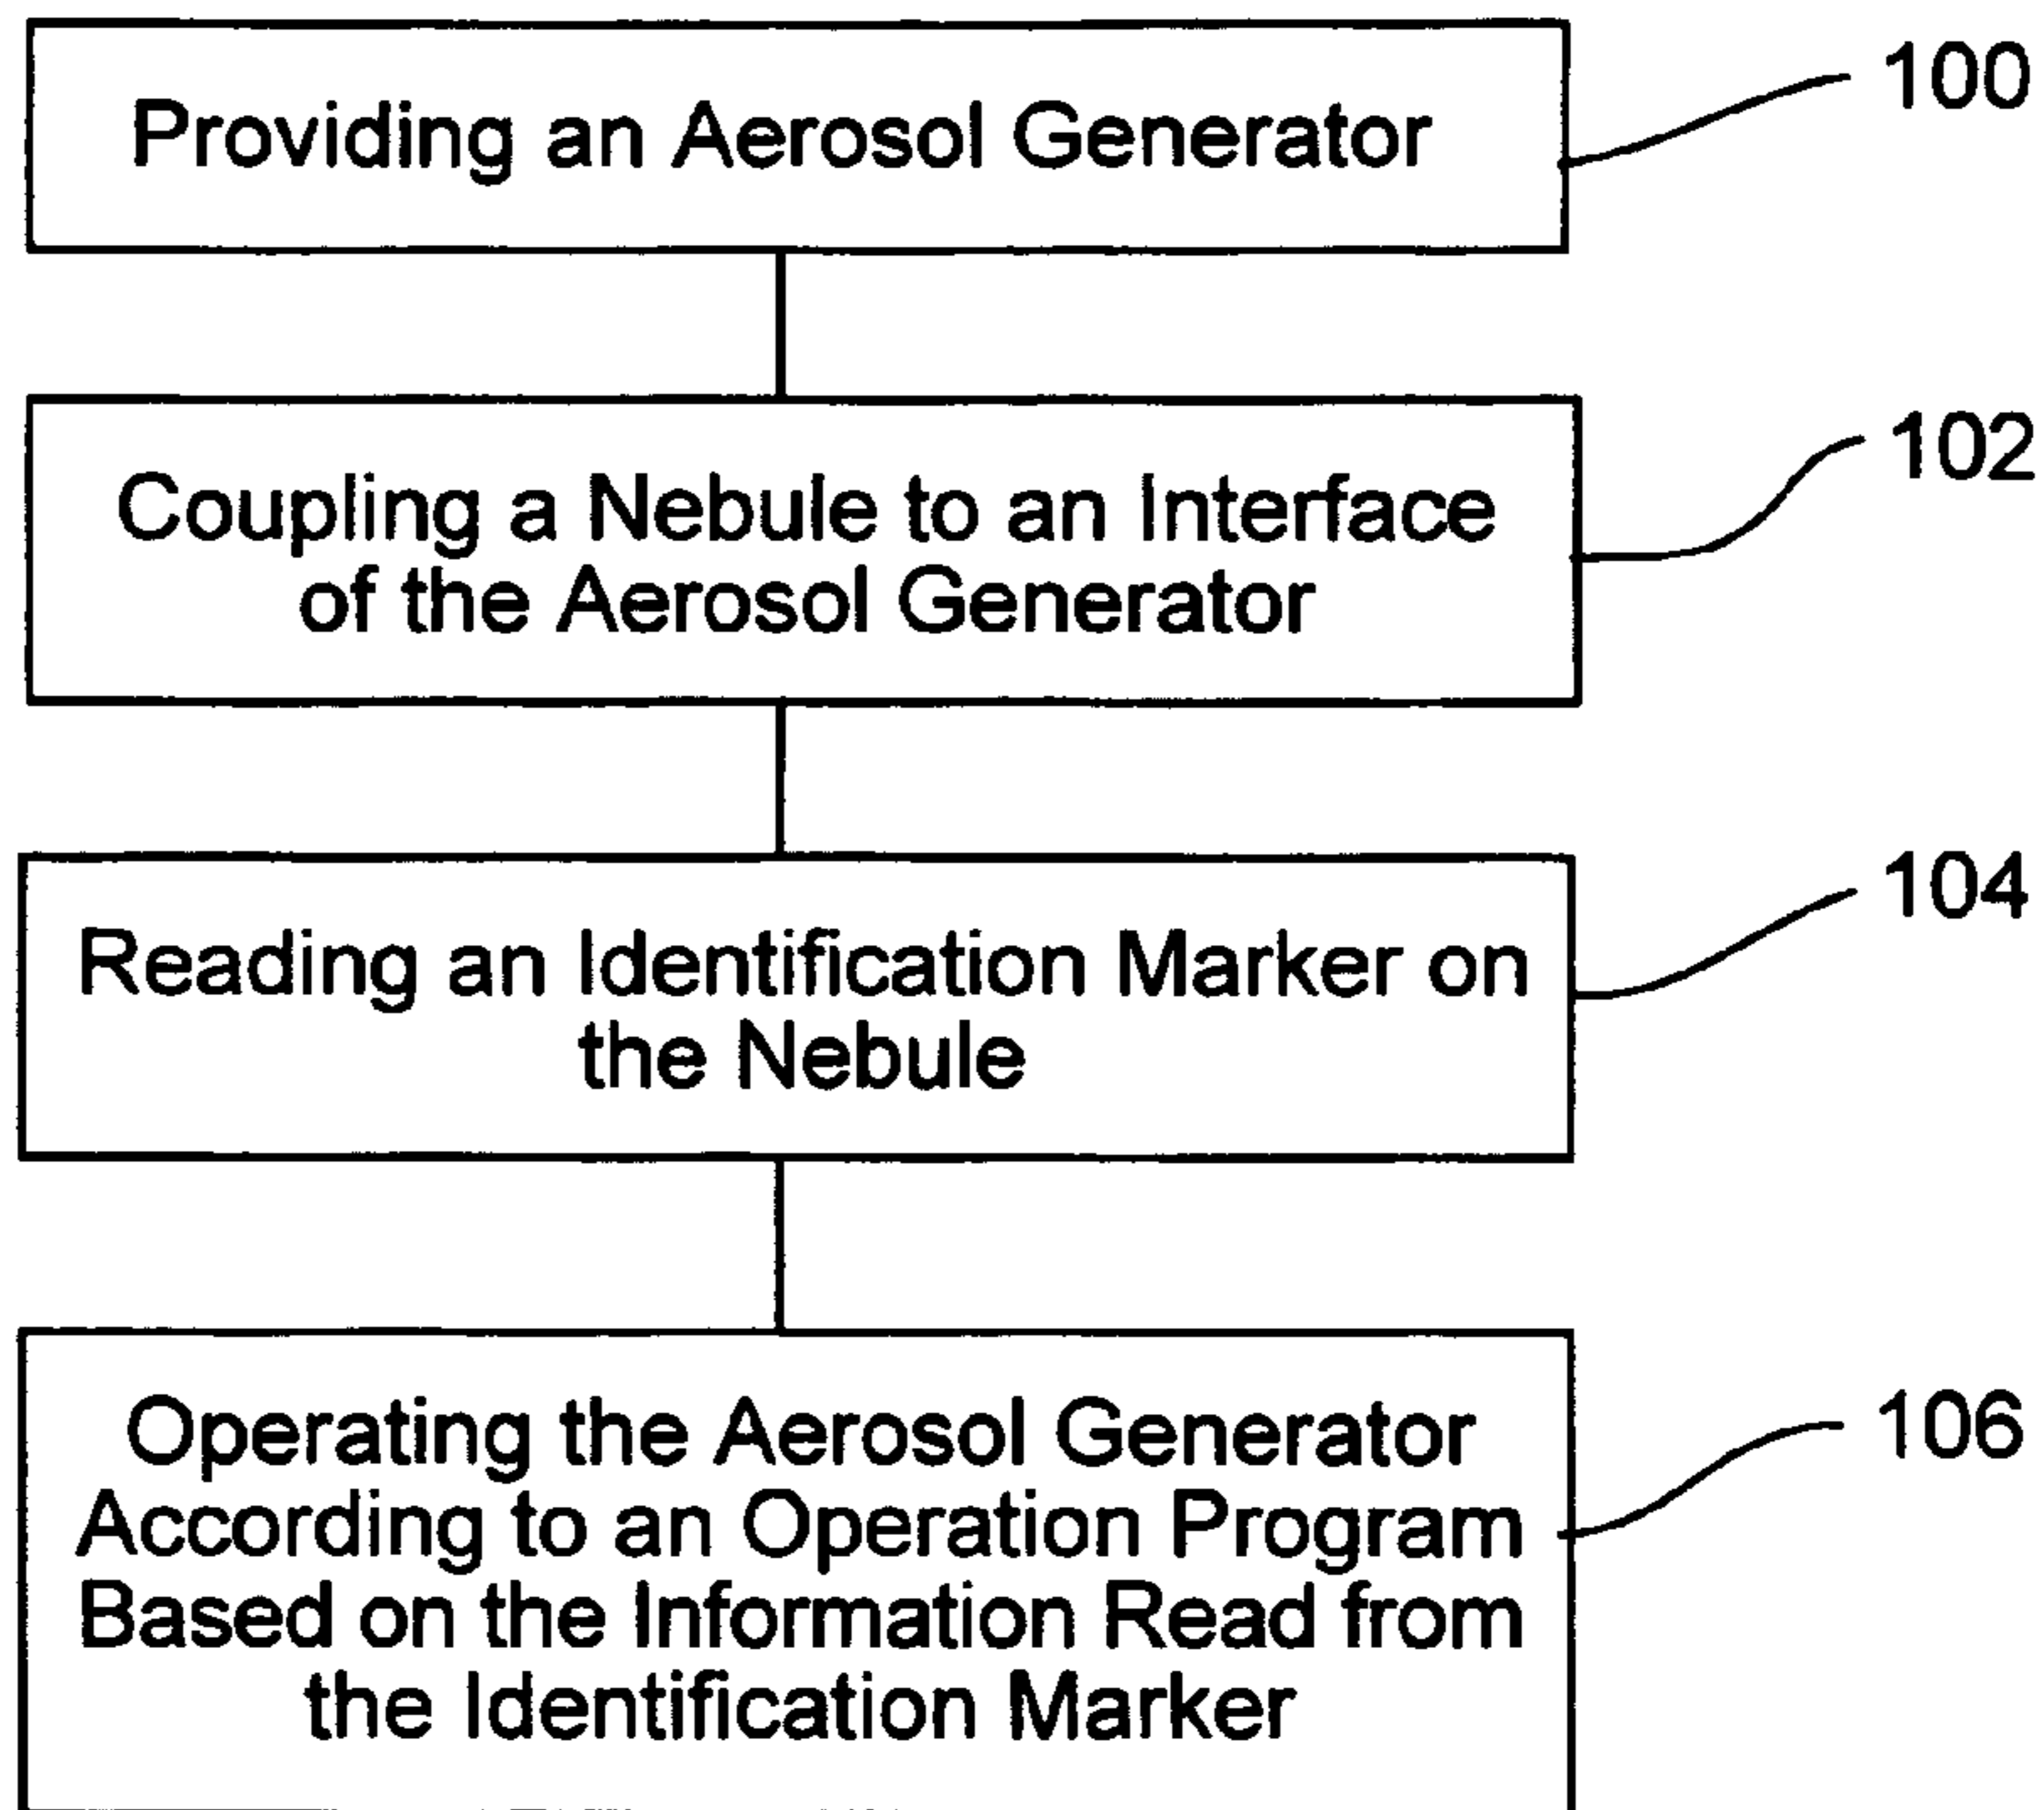 Providing an Aerosol Generator
100
Coupling a Nebule to an Interface
of the Aerosol Generator
102
Reading an Identification Marker on
the Nebule
104
Operating the Aerosol Generator
According to an Operation Program
Based on the Information Read from
the Identification Marker
106